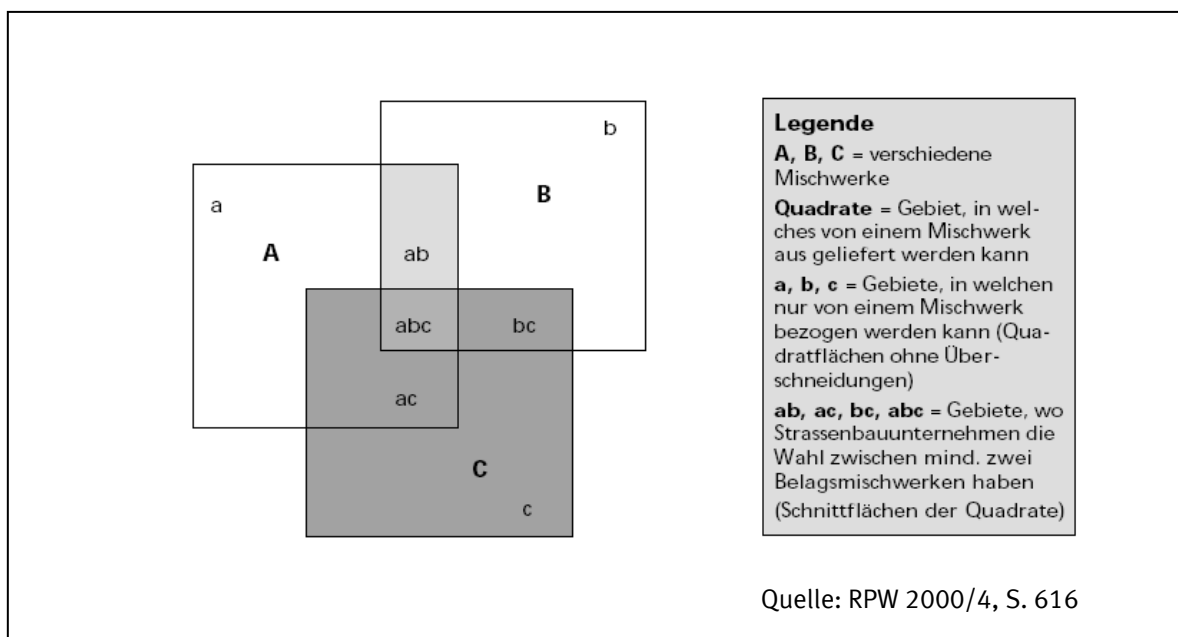 b
a
B
A
ab
abc
bc
ac
C
c
Legende
A, B, C = verschiedene
Mischwerke
Quadrate = Gebiet, in wel-
ches von einem Mischwerk
aus geliefert werden kann
a, b, c = Gebiete, in welchen
nur von einem Mischwerk
bezogen werden kann (Qua-
dratflächen ohne Über-
schneidungen)
ab, ac, bc, abc = Gebiete, wo
Strassenbauunternehmen die
Wahl zwischen mind. zwei
Belagsmischwerken haben
(Schnittflächen der Quadrate)
Quelle: RPW 2000/4, S. 616